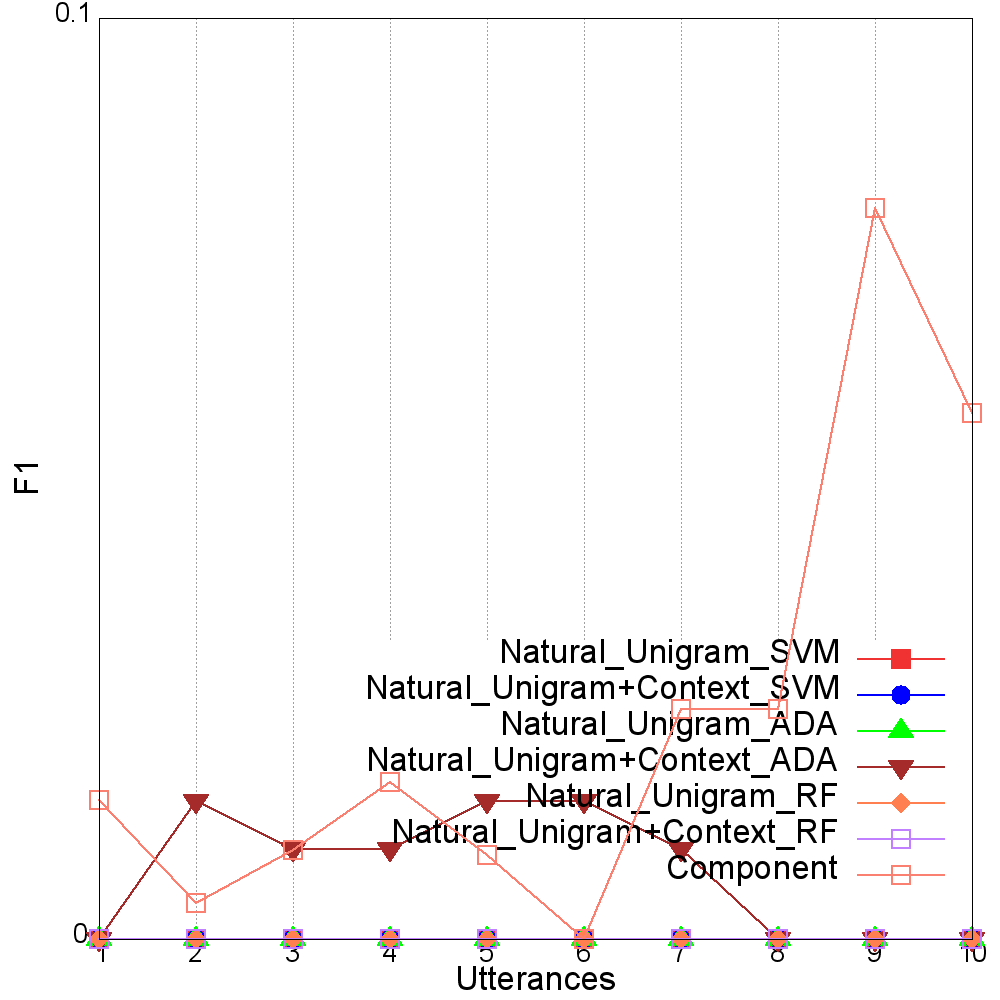 0.1
F1
Natural_Unigram_SVM
Natural_Unigram+Context_SVM
Natural_Unigram_ADA
Natural_Unigram+Context_ADA
Natural_Unigram_RF
Natural_Unigram+Context_RF
Component
0
1 2 3 4 5 6 7 8 9 10
Utterances